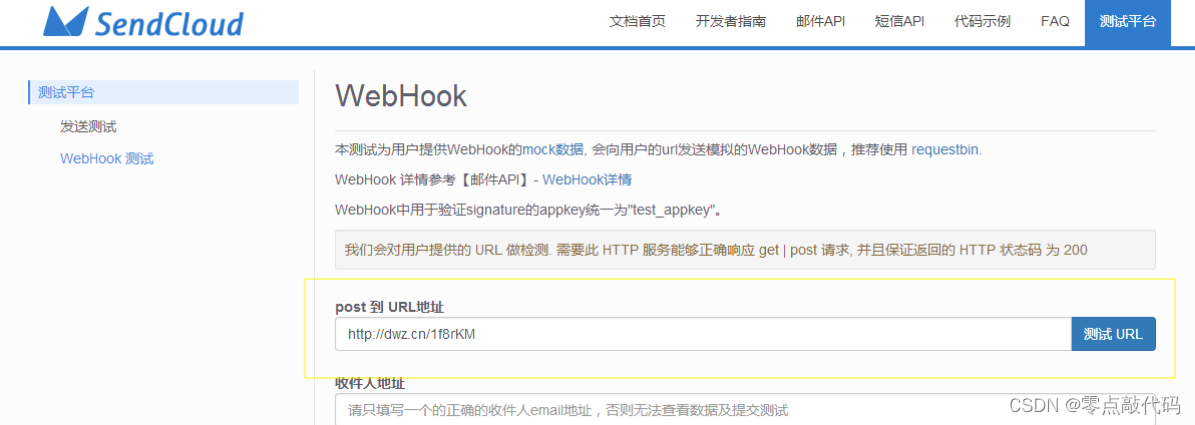 SendCloud
文档首页 开发者指南 邮件API 短信API 代码示例 FAQ 测试平台
测试平台
发送测试
WebHook 测试
WebHook
本测试为用户提供WebHook的mock数据, 会向用户的url发送模拟的WebHook数据，推荐使用 requestbin.
WebHook 详情参考【邮件API】- WebHook详情
WebHook中用于验证signature的appkey统一为"test_appkey"。
我们会对用户提供的 URL 做检测. 需要此 HTTP 服务能够正确响应 get | post 请求, 并且保证返回的 HTTP 状态码 为 200
post 到 URL地址
http://dwz.cn/1f8rKM 测试 URL
收件人地址
请只填写一个的正确的收件人email地址，否则无法查看数据及提交测试
CSDN @零点敲代码